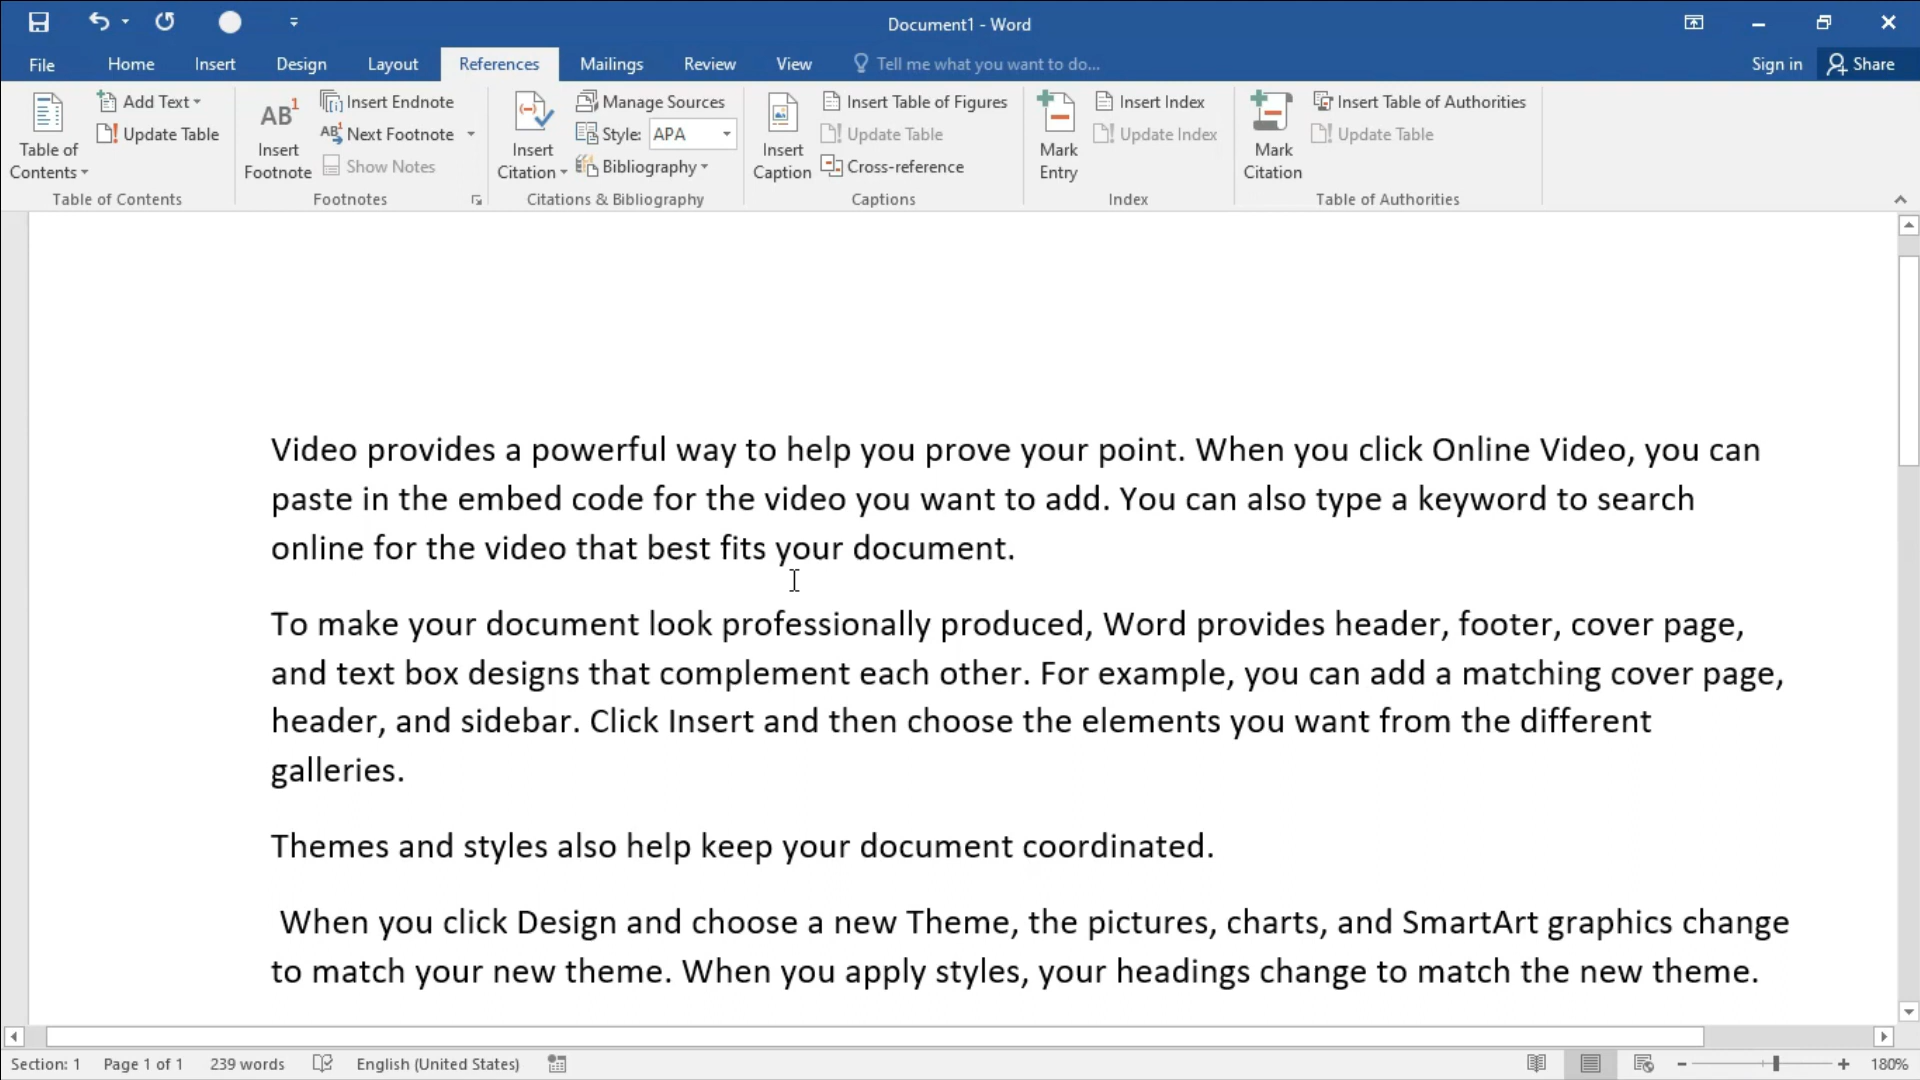 Document1 - Word
File Home Insert Design Layout References Mailings Review View Tell me what you want to do... Sign in Share
Table of Contents
Add Text
Update Table
Table of Contents
AB1 Insert Footnote
Insert Endnote
AB1 Next Footnote
Show Notes
Footnotes
Insert Citation
Manage Sources
Style: APA
Bibliography
Citations & Bibliography
Insert Caption
Insert Table of Figures
Update Table
Cross-reference
Captions
Mark Entry
Insert Index
Update Index
Index
Mark Citation
Insert Table of Authorities
Update Table
Table of Authorities
Video provides a powerful way to help you prove your point. When you click Online Video, you can
paste in the embed code for the video you want to add. You can also type a keyword to search
online for the video that best fits your document.
To make your document look professionally produced, Word provides header, footer, cover page,
and text box designs that complement each other. For example, you can add a matching cover page,
header, and sidebar. Click Insert and then choose the elements you want from the different
galleries.
Themes and styles also help keep your document coordinated.
When you click Design and choose a new Theme, the pictures, charts, and SmartArt graphics change
to match your new theme. When you apply styles, your headings change to match the new theme.
Section: 1 Page 1 of 1 239 words English (United States) 180%